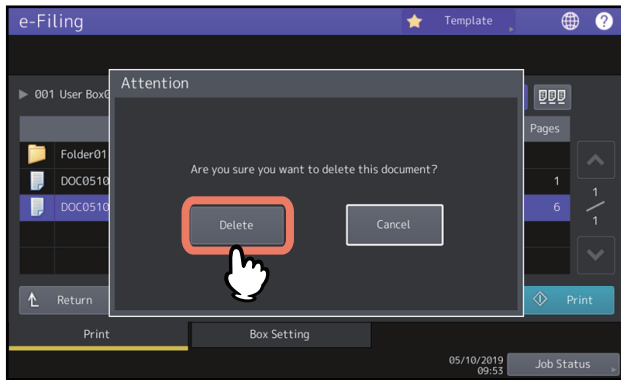 e-Filing
Template
?
001 User Box0
Attention
Pages
Folder01
Are you sure you want to delete this document?
DOC0510
1
DOC0510
6
1
1
Delete
Cancel
Return
Print
Print
Box Setting
05/10/2019
09:53
Job Status